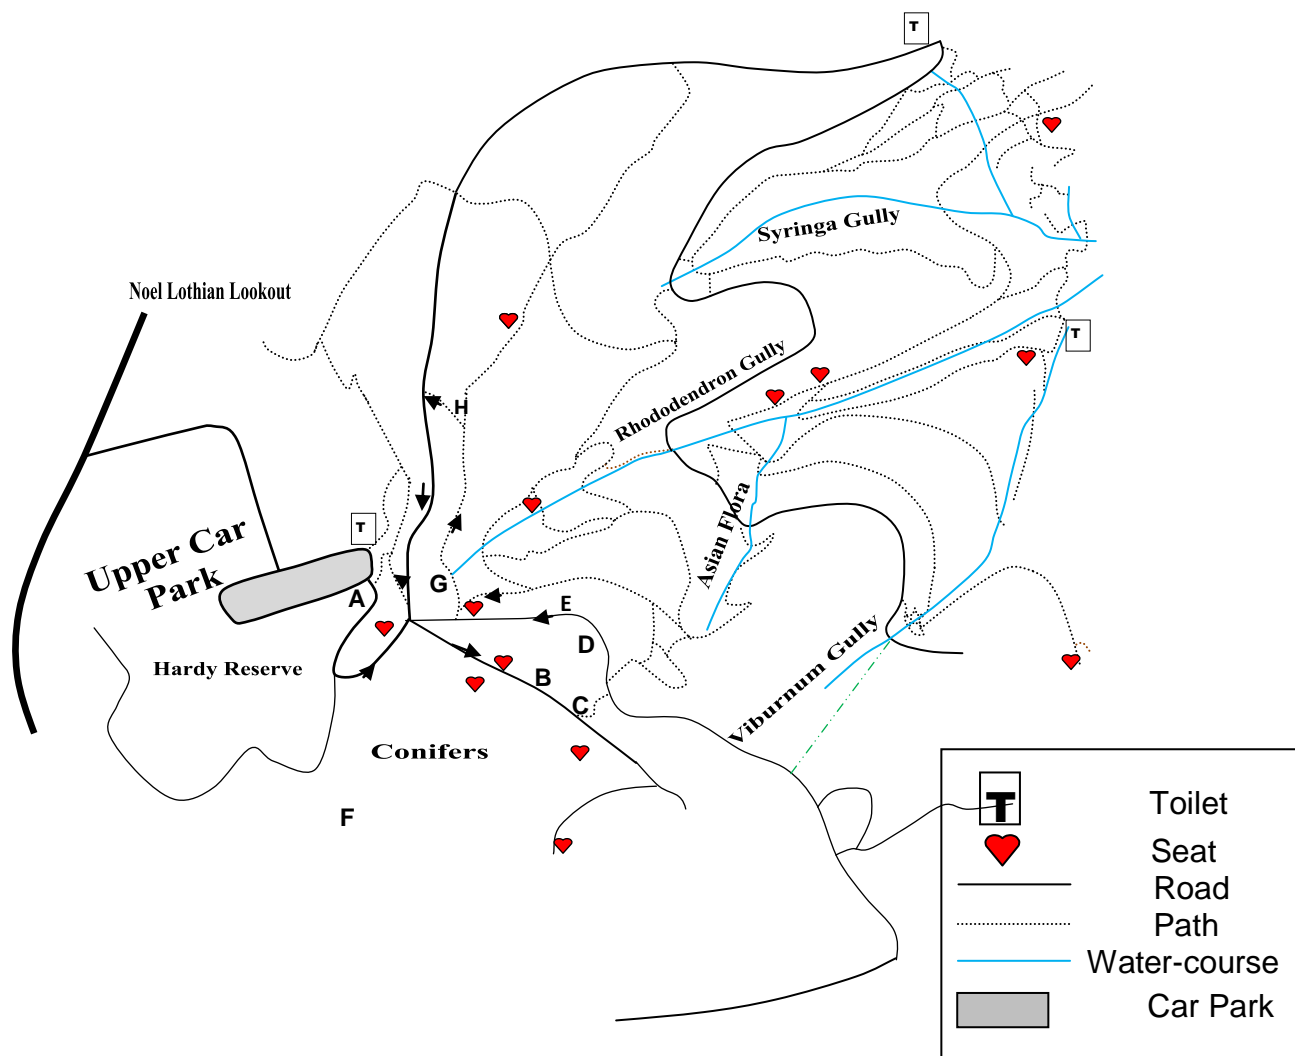 T
Syringa Gully
Noel Lothian Lookout
T
Rhododendron Gully
H
Asian Flora
T
Upper Car
Park
G
A
E
D
Hardy Reserve
B
Viburnum Gully
C
Conifers
F
T Toilet
Seat
Road
Path
Water-course
Car Park